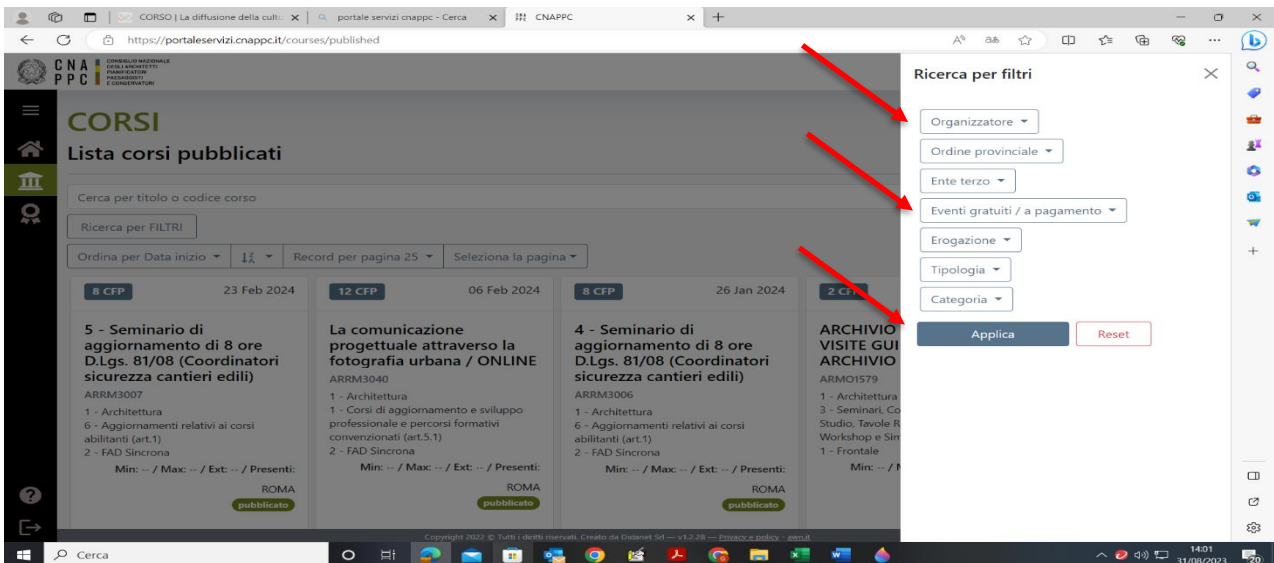 CORSO | La diffusione della cultu
portale servizi cnappc - Cerca
CNAPPC
https://portaleservizi.cnappc.it/courses/published
CNA
PPC
CONSIGLIO NAZIONALE
DEGLI ARCHITETTI
PIANIFICATORI
PAESAGGISTI
E CONSERVATORI
CORSI
Lista corsi pubblicati
Cerca per titolo o codice corso
Ricerca per FILTRI
Ordina per Data inizio
Record per pagina 25
Seleziona la pagina
8 CFP 23 Feb 2024
5 - Seminario di
aggiornamento di 8 ore
D.Lgs. 81/08 (Coordinatori
sicurezza cantieri edili)
ARRM3007
1 - Architettura
6 - Aggiornamenti relativi ai corsi
abilitanti (art.1)
2 - FAD Sincrona
Min: -- / Max: -- / Ext: -- / Presenti:
ROMA
pubblicato
12 CFP 06 Feb 2024
La comunicazione
progettuale attraverso la
fotografia urbana / ONLINE
ARRM3040
1 - Architettura
1 - Corsi di aggiornamento e sviluppo
professionale e percorsi formativi
convenzionati (art.5.1)
2 - FAD Sincrona
Min: -- / Max: -- / Ext: -- / Presenti:
ROMA
pubblicato
8 CFP 26 Jan 2024
4 - Seminario di
aggiornamento di 8 ore
D.Lgs. 81/08 (Coordinatori
sicurezza cantieri edili)
ARRM3006
1 - Architettura
6 - Aggiornamenti relativi ai corsi
abilitanti (art.1)
2 - FAD Sincrona
Min: -- / Max: -- / Ext: -- / Presenti:
ROMA
pubblicato
2 CFP
ARCHIVIO
VISITE GUI
ARCHIVIO
ARMO1579
1 - Architettura
3 - Seminari, Co
Studio, Tavole R
Workshop e Sim
1 - Frontale
Min: -- / M
Copyright 2022 © Tutti i diritti riservati. Creato da Datanet Srl — v1.2.28 — Privacy e policy - awn.it
Ricerca per filtri
Organizzatore
Ordine provinciale
Ente terzo
Eventi gratuiti / a pagamento
Erogazione
Tipologia
Categoria
Applica
Reset
Cerca
14:01
31/08/2023
20